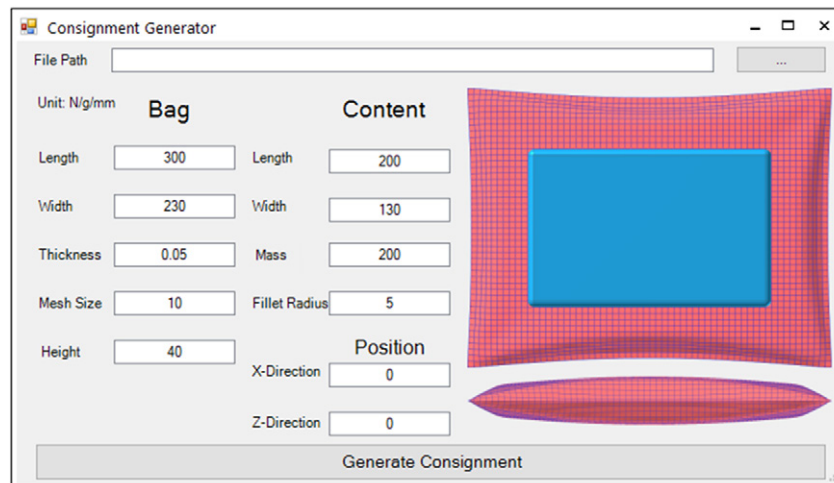 Consignment Generator
File Path
...
Unit: N/g/mm
Bag
Content
Length 300 Length 200
Width 230 Width 130
Thickness 0.05 Mass 200
Mesh Size 10 Fillet Radius 5
Height 40
Position
X-Direction 0
Z-Direction 0
Generate Consignment